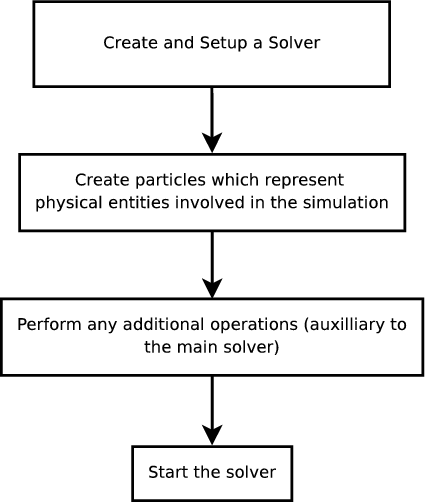 Create and Setup a Solver
Create particles which represent
physical entities involved in the simulation
Perform any additional operations (auxilliary to
the main solver)
Start the solver